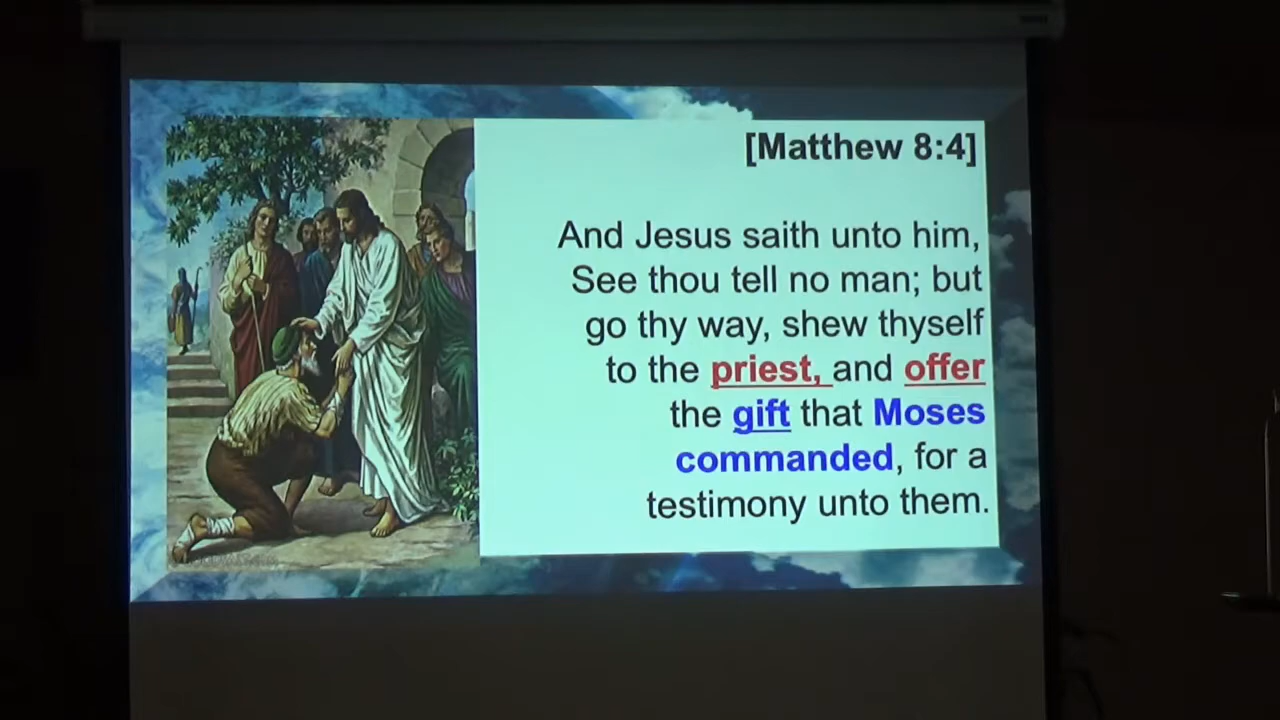 [Matthew 8:4]
And Jesus saith unto him,
See thou tell no man; but
go thy way, shew thyself
to the priest, and offer
the gift that Moses
commanded, for a
testimony unto them.